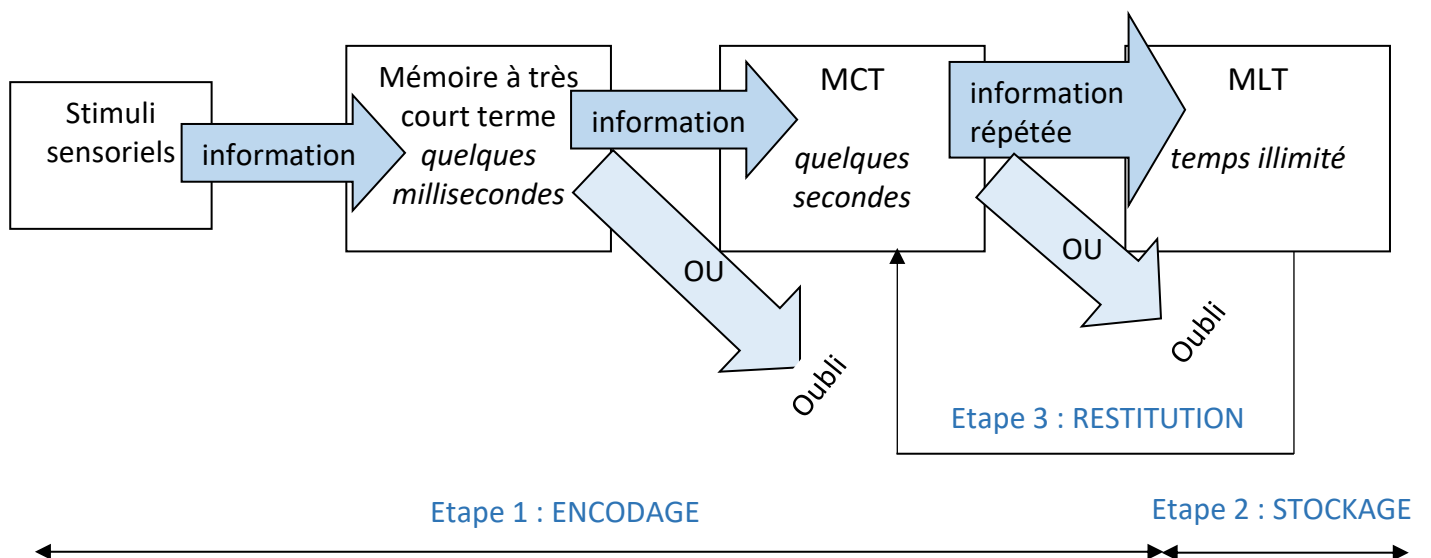 Stimuli
sensoriels
information
Mémoire à très
court terme
quelques
millisecondes
information
OU
Oubli
MCT
quelques
secondes
information
répétée
OU
Oubli
MLT
temps illimité
Etape 3 : RESTITUTION
Etape 1 : ENCODAGE
Etape 2 : STOCKAGE